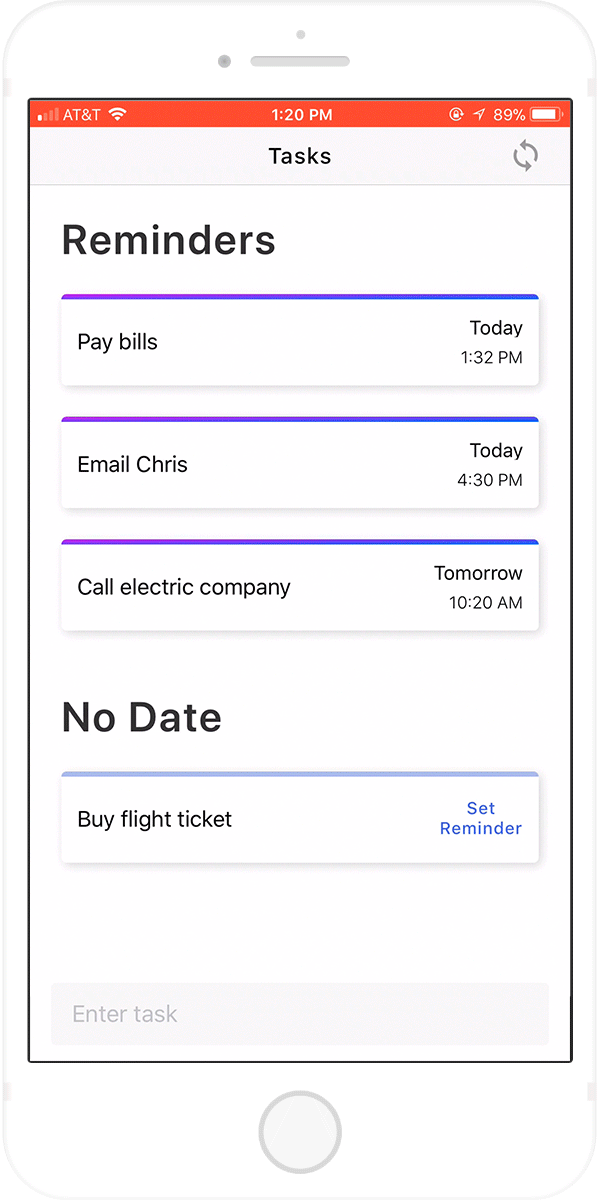 AT&T 1:20 PM 89%
Tasks
Reminders
Pay bills
Today
1:32 PM
Email Chris
Today
4:30 PM
Call electric company
Tomorrow
10:20 AM
No Date
Buy flight ticket
Set
Reminder
Enter task